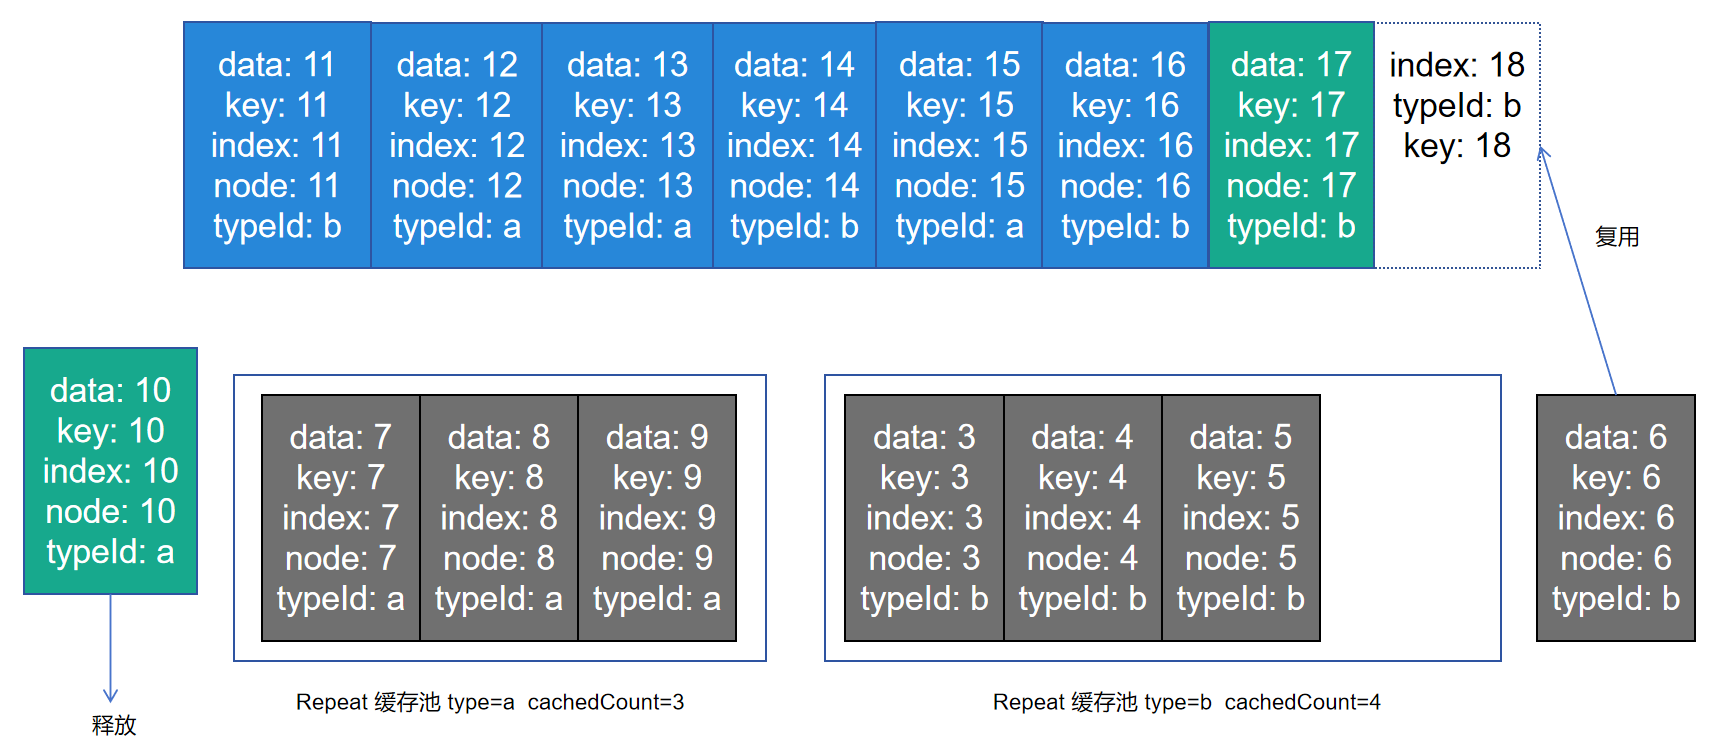 data: 11
key: 11
index: 11
node: 11
typeId: b
data: 12
key: 12
index: 12
node: 12
typeId: a
data: 13
key: 13
index: 13
node: 13
typeId: a
data: 14
key: 14
index: 14
node: 14
typeId: b
data: 15
key: 15
index: 15
node: 15
typeId: a
data: 16
key: 16
index: 16
node: 16
typeId: b
data: 17
key: 17
index: 17
node: 17
typeId: b
index: 18
typeId: b
key: 18
复用
data: 10
key: 10
index: 10
node: 10
typeId: a
释放
data: 7
key: 7
index: 7
node: 7
typeId: a
data: 8
key: 8
index: 8
node: 8
typeId: a
data: 9
key: 9
index: 9
node: 9
typeId: a
Repeat 缓存池 type=a cachedCount=3
data: 3
key: 3
index: 3
node: 3
typeId: b
data: 4
key: 4
index: 4
node: 4
typeId: b
data: 5
key: 5
index: 5
node: 5
typeId: b
Repeat 缓存池 type=b cachedCount=4
data: 6
key: 6
index: 6
node: 6
typeId: b